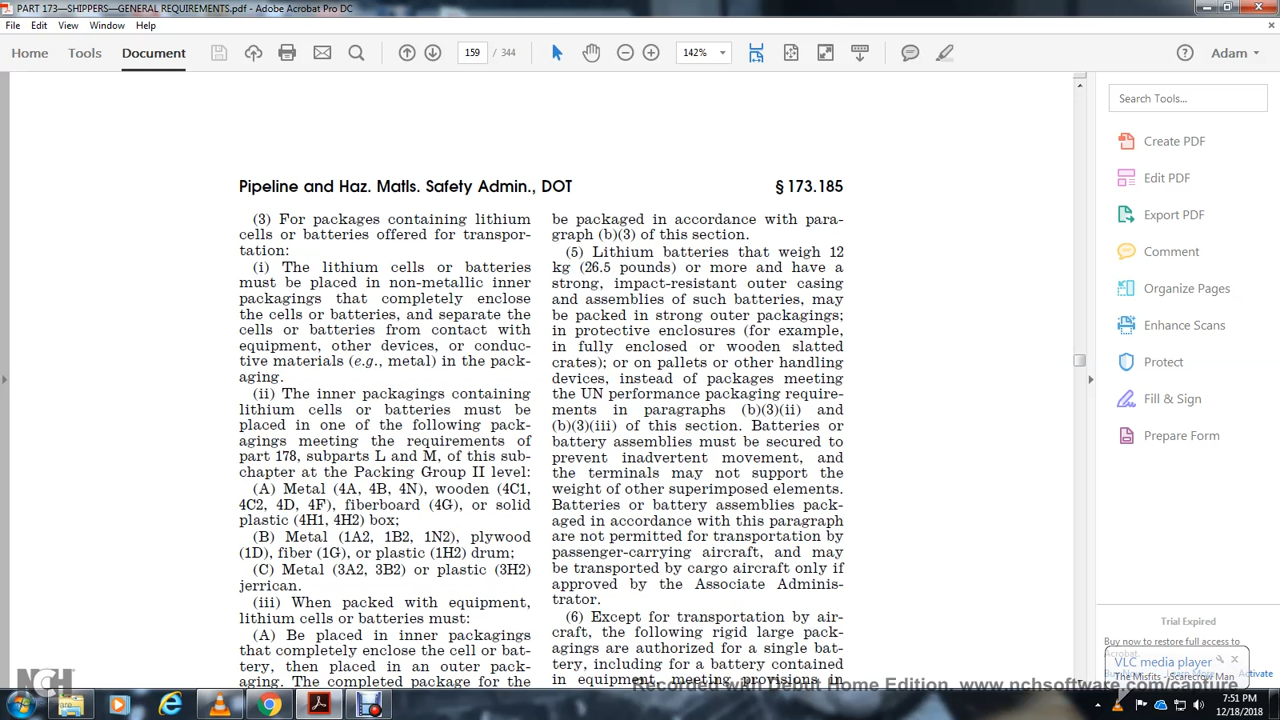 PART 173—SHIPPERS—GENERAL REQUIREMENTS.pdf - Adobe Acrobat Pro DC
File Edit View Window Help
Home Tools Document 159 / 344 142% Adam
Search Tools...
Create PDF
Edit PDF
Export PDF
Comment
Organize Pages
Enhance Scans
Protect
Fill & Sign
Prepare Form
Pipeline and Haz. Matls. Safety Admin., DOT § 173.185
(3) For packages containing lithium
cells or batteries offered for transpor-
tation:
(i) The lithium cells or batteries
must be placed in non-metallic inner
packagings that completely enclose
the cells or batteries, and separate the
cells or batteries from contact with
equipment, other devices, or conduc-
tive materials (e.g., metal) in the pack-
aging.
(ii) The inner packagings containing
lithium cells or batteries must be
placed in one of the following pack-
agings meeting the requirements of
part 178, subparts L and M, of this sub-
chapter at the Packing Group II level:
(A) Metal (4A, 4B, 4N), wooden (4C1,
4C2, 4D, 4F), fiberboard (4G), or solid
plastic (4H1, 4H2) box;
(B) Metal (1A2, 1B2, 1N2), plywood
(1D), fiber (1G), or plastic (1H2) drum;
(C) Metal (3A2, 3B2) or plastic (3H2)
jerrican.
(iii) When packed with equipment,
lithium cells or batteries must:
(A) Be placed in inner packagings
that completely enclose the cell or bat-
tery, then placed in an outer pack-
aging. The completed package for the
be packaged in accordance with para-
graph (b)(3) of this section.
(5) Lithium batteries that weigh 12
kg (26.5 pounds) or more and have a
strong, impact-resistant outer casing
and assemblies of such batteries, may
be packed in strong outer packagings;
in protective enclosures (for example,
in fully enclosed or wooden slatted
crates); or on pallets or other handling
devices, instead of packages meeting
the UN performance packaging require-
ments in paragraphs (b)(3)(ii) and
(b)(3)(iii) of this section. Batteries or
battery assemblies must be secured to
prevent inadvertent movement, and
the terminals may not support the
weight of other superimposed elements.
Batteries or battery assemblies pack-
aged in accordance with this paragraph
are not permitted for transportation by
passenger-carrying aircraft, and may
be transported by cargo aircraft only if
approved by the Associate Adminis-
trator.
(6) Except for transportation by air-
craft, the following rigid large pack-
agings are authorized for a single bat-
tery, including for a battery contained
in equipment, meeting provisions in
Trial Expired
Buy now to restore full access to
Acrobat.
Activate
VLC media player
The Misfits - Scarecrow Man
NCH
Recorded with Debut Home Edition. www.nchsoftware.com/capture
7:51 PM
12/18/2018